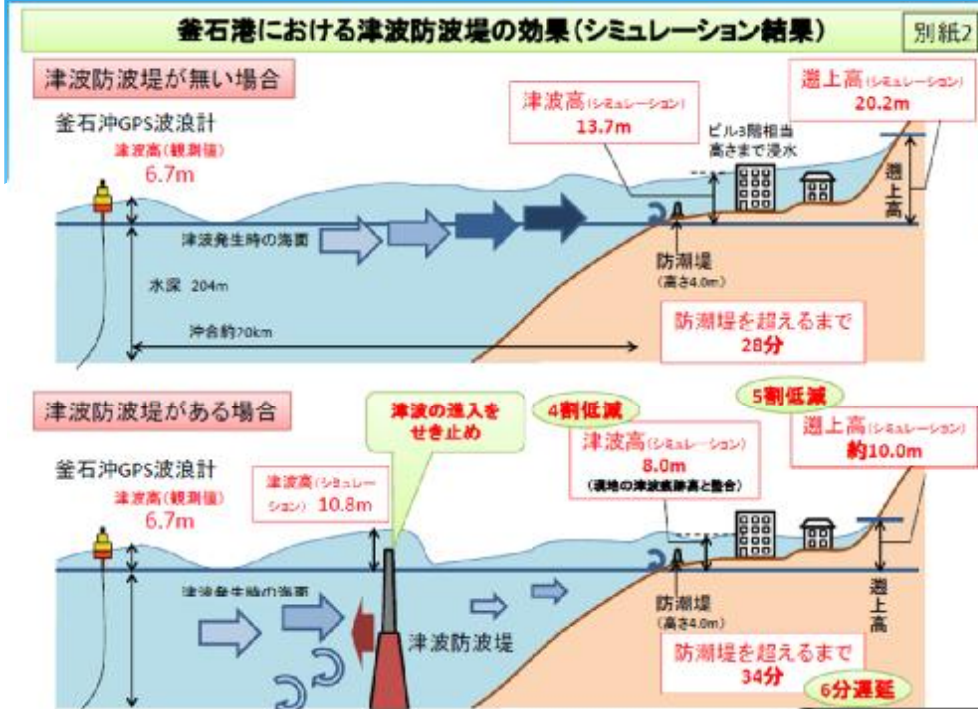 釜石港における津波防波堤の効果(シミュレーション結果)
別紙2
津波防波堤が無い場合
釜石沖GPS波浪計
津波高(観測値)
6.7m
津波高(シミュレーション)
13.7m
ビル3階相当
高さまで浸水
遡上高(シミュレーション)
20.2m
遡上高
津波発生時の海面
水深 204m
沖合約20km
防潮堤
(高さ4.0m)
防潮堤を超えるまで
28分
津波防波堤がある場合
釜石沖GPS波浪計
津波高(観測値)
6.7m
津波高(シミュレー
ション) 10.8m
津波の進入を
せき止め
4割低減
津波高(シミュレーション)
8.0m
(現地の津波痕跡高と整合)
5割低減
遡上高(シミュレーション)
約10.0m
遡上高
津波発生時の海面
津波防波堤
防潮堤
(高さ4.0m)
防潮堤を超えるまで
34分
6分遅延